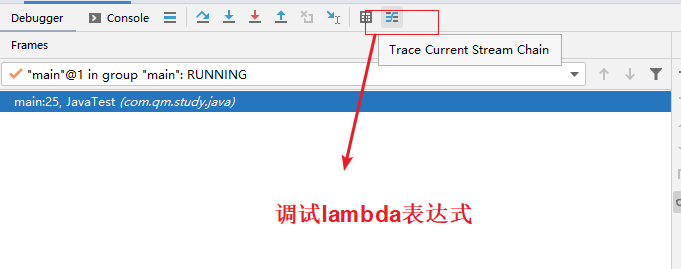 Debugger
Console
Trace Current Stream Chain
Frames
"main"@1 in group "main": RUNNING
main:25, JavaTest (com.qm.study.java)
调试lambda表达式